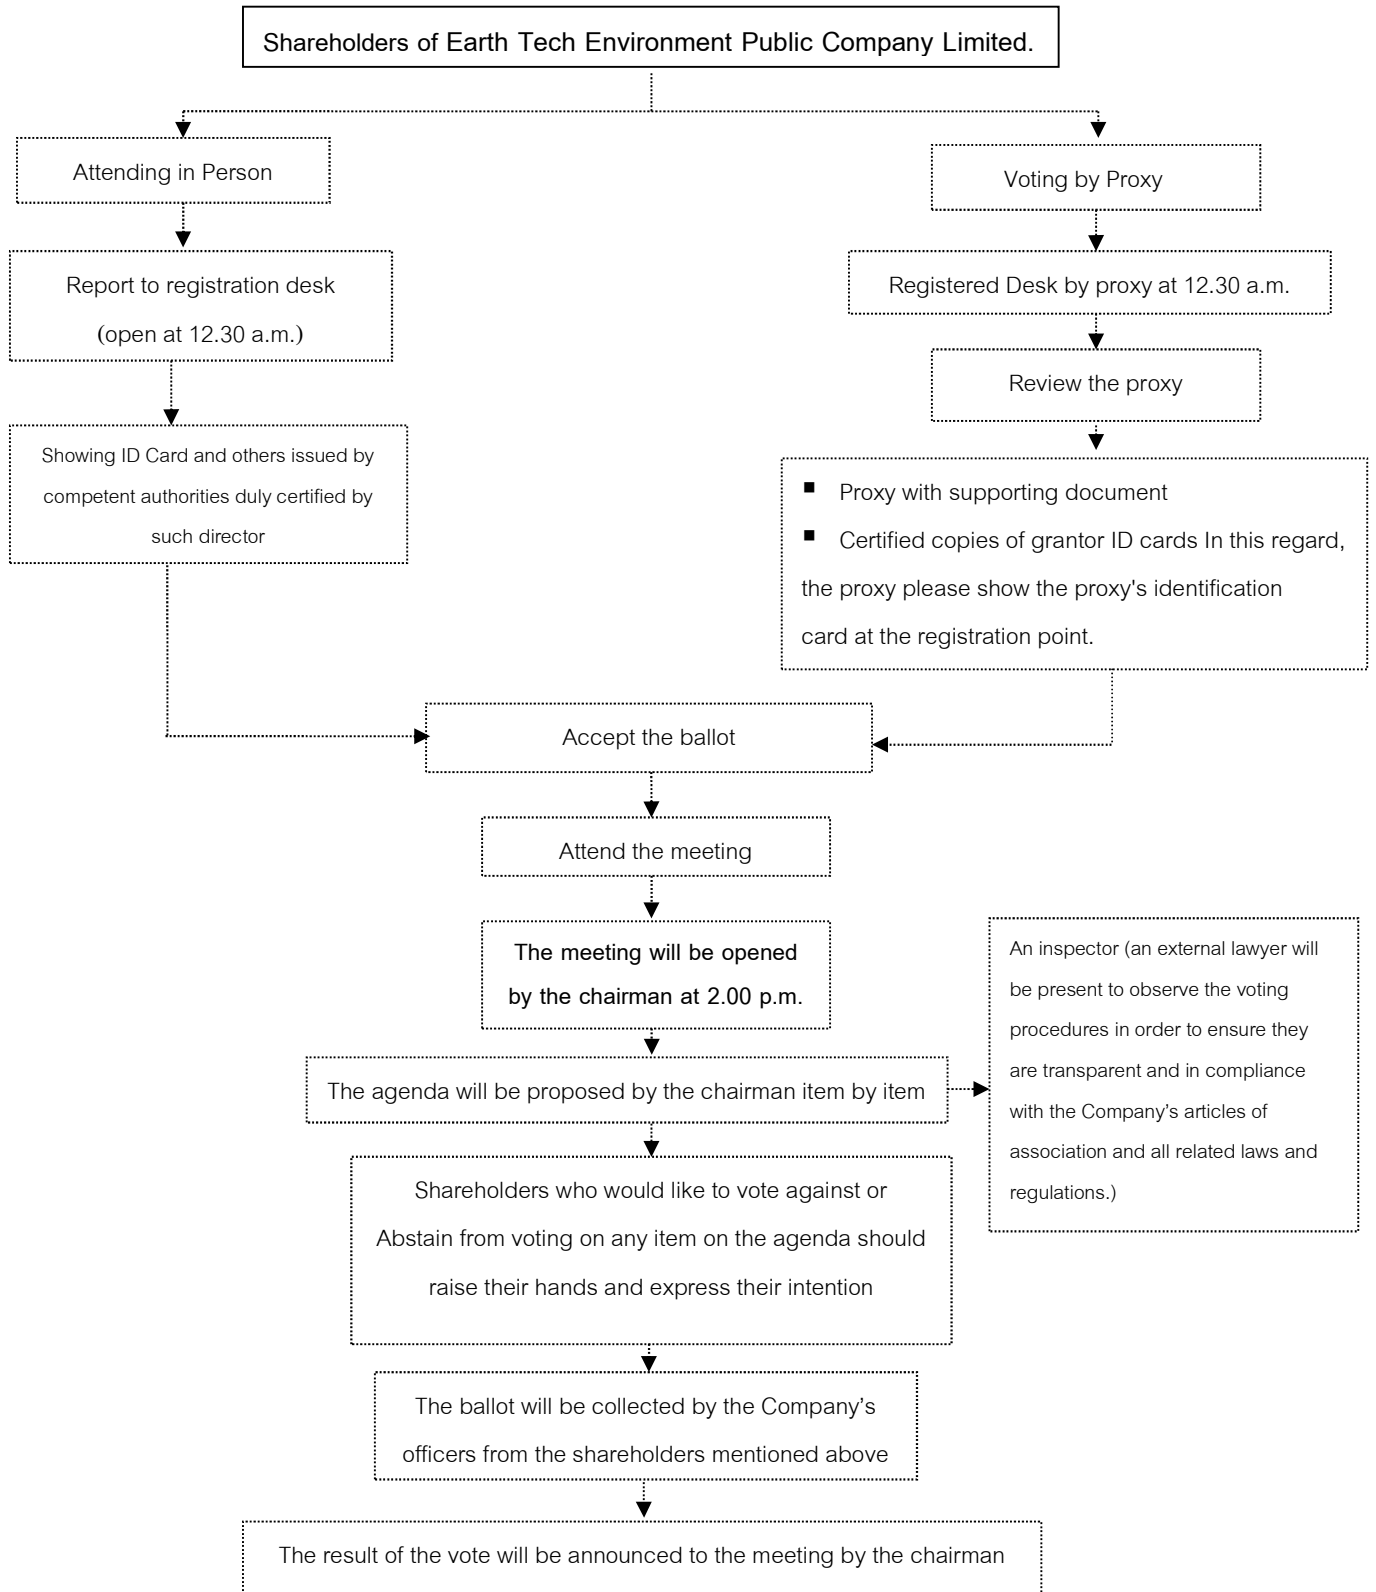 Shareholders of Earth Tech Environment Public Company Limited.
Attending in Person
Voting by Proxy
Report to registration desk
(open at 12.30 a.m.)
Registered Desk by proxy at 12.30 a.m.
Review the proxy
Showing ID Card and others issued by
competent authorities duly certified by
such director
▪ Proxy with supporting document
▪ Certified copies of grantor ID cards In this regard,
the proxy please show the proxy's identification
card at the registration point.
Accept the ballot
Attend the meeting
The meeting will be opened
by the chairman at 2.00 p.m.
The agenda will be proposed by the chairman item by item
An inspector (an external lawyer will
be present to observe the voting
procedures in order to ensure they
are transparent and in compliance
with the Company’s articles of
association and all related laws and
regulations.)
Shareholders who would like to vote against or
Abstain from voting on any item on the agenda should
raise their hands and express their intention
The ballot will be collected by the Company’s
officers from the shareholders mentioned above
The result of the vote will be announced to the meeting by the chairman